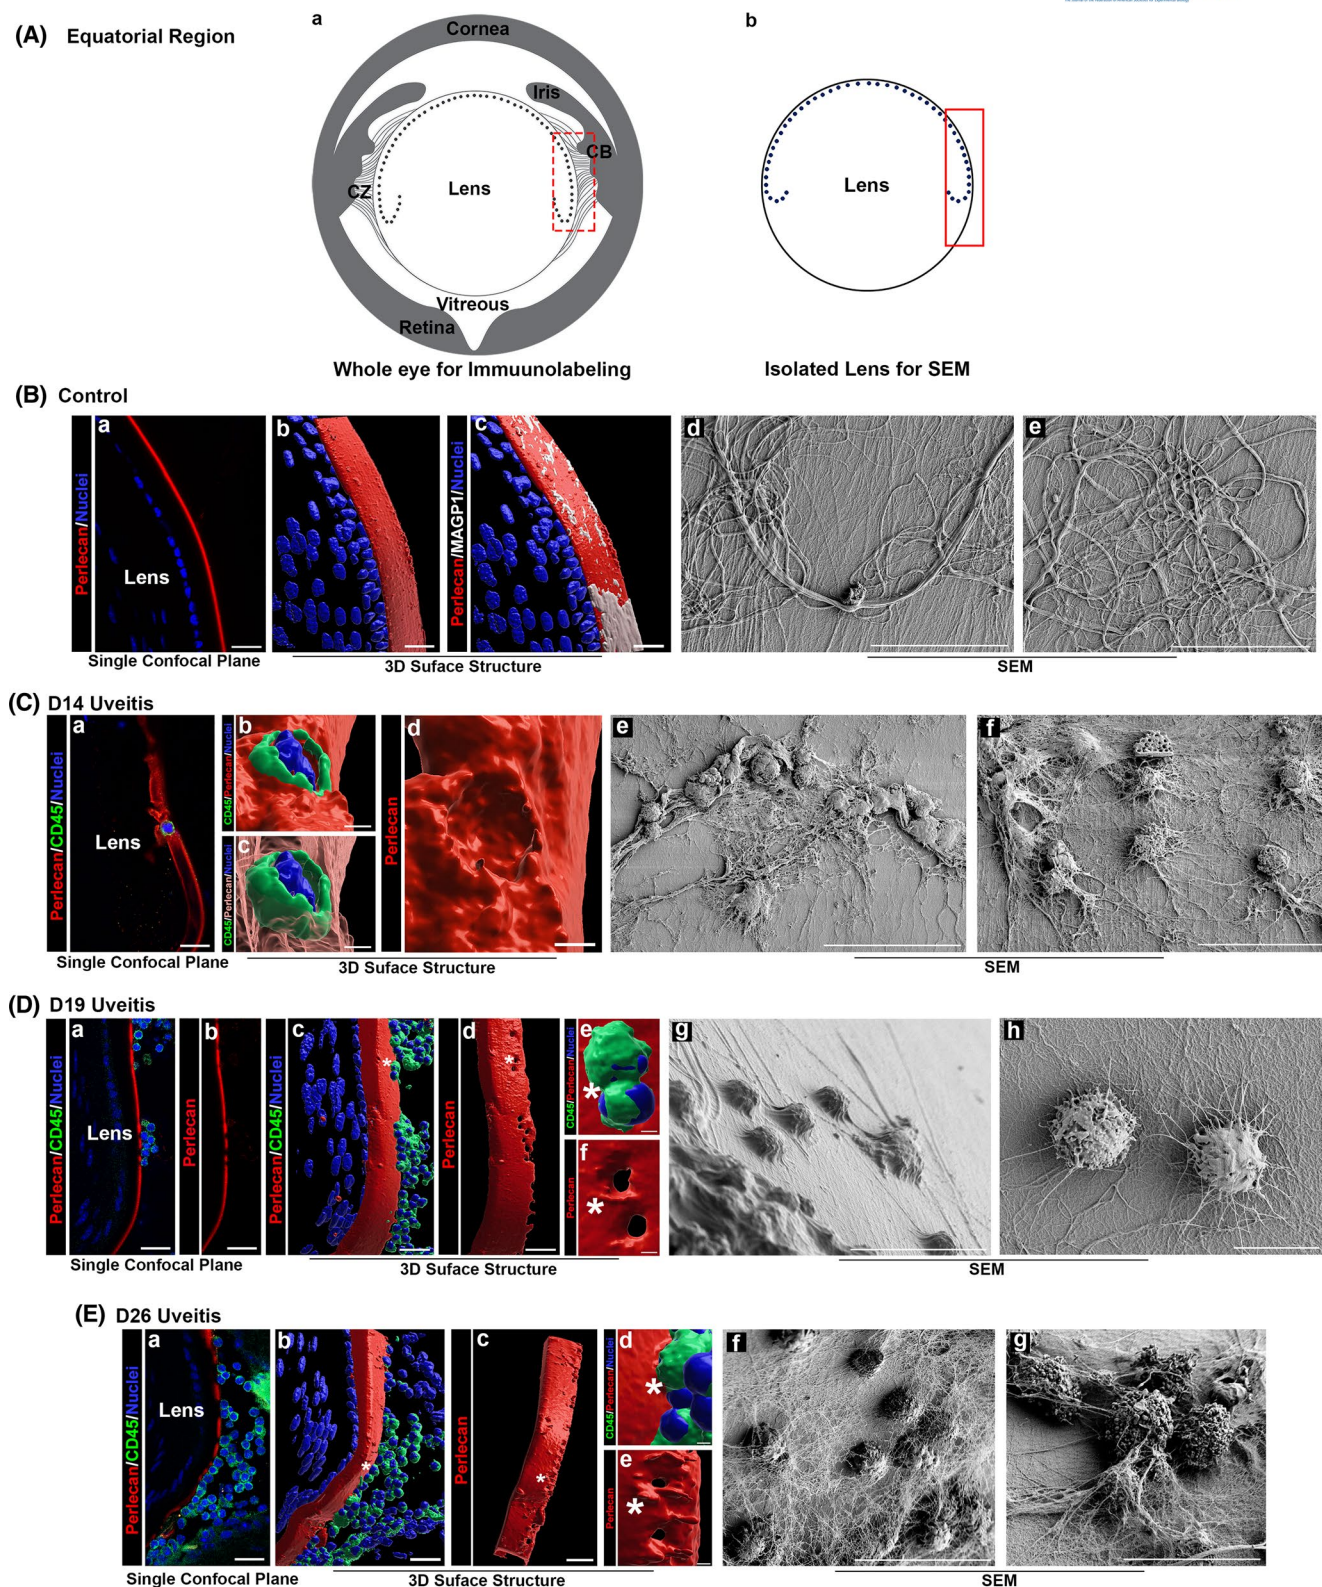 (A) Equatorial Region
a
Cornea
Iris
CB
CZ
Lens
Vitreous
Retina
Whole eye for Immuunolabeling
b
Lens
Isolated Lens for SEM
(B) Control
Perlecan/Nuclei
a
Lens
b
Perlecan/MAGP1/Nuclei
c
d
e
Single Confocal Plane
3D Suface Structure
SEM
(C) D14 Uveitis
Perlecan/CD45/Nuclei
a
Lens
CD45/Perlecan/Nuclei
b
CD45/Perlecan/Nuclei
c
Perlecan
d
e
f
Single Confocal Plane
3D Suface Structure
SEM
(D) D19 Uveitis
Perlecan/CD45/Nuclei
a
Lens
Perlecan
b
Perlecan/CD45/Nuclei
c
*
Perlecan
d
*
CD45/Perlecan/Nuclei
e
*
Perlecan
f
*
g
h
Single Confocal Plane
3D Suface Structure
SEM
(E) D26 Uveitis
Perlecan/CD45/Nuclei
a
Lens
b
*
Perlecan
c
*
CD45/Perlecan/Nuclei
d
*
Perlecan
e
*
f
g
Single Confocal Plane
3D Suface Structure
SEM